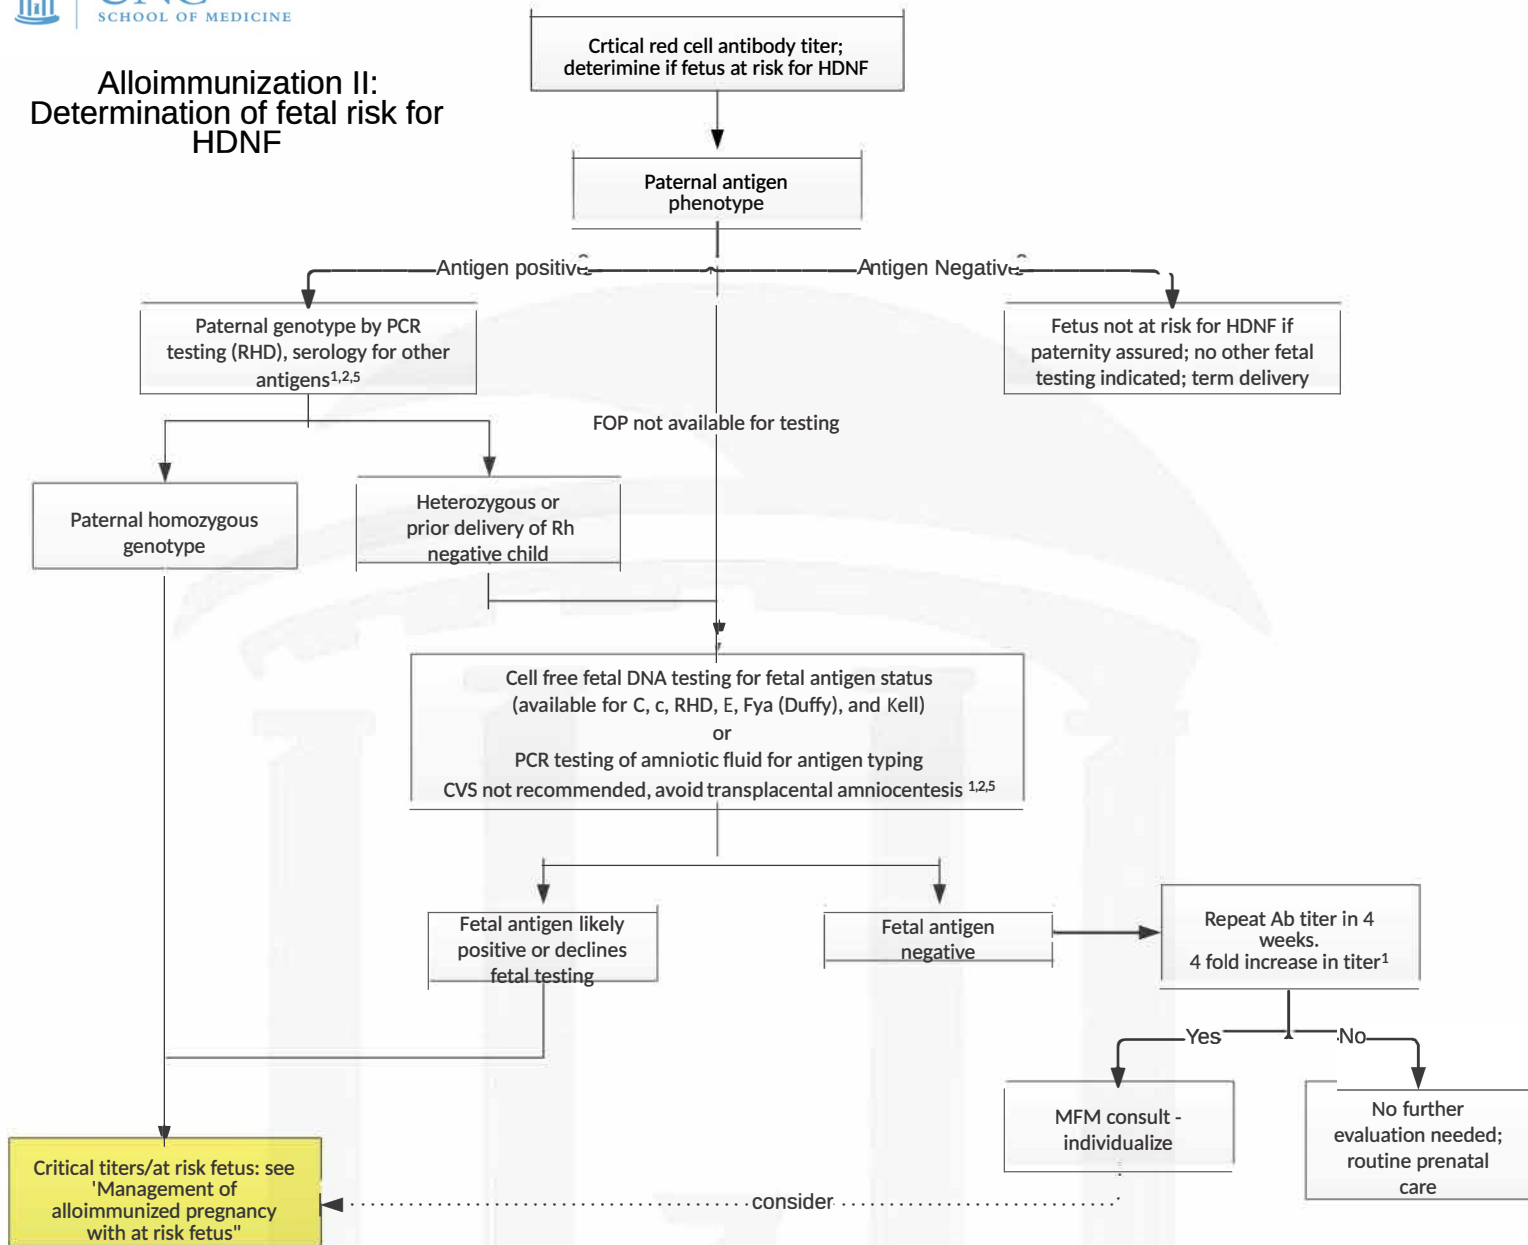 UNC
SCHOOL OF MEDICINE
Alloimmunization II:
Determination of fetal risk for
HDNF
Crtical red cell antibody titer;
deterimine if fetus at risk for HDNF
Paternal antigen
phenotype
Antigen positive
Antigen Negative
Paternal genotype by PCR
testing (RHD), serology for other
antigens1,2,5
Fetus not at risk for HDNF if
paternity assured; no other fetal
testing indicated; term delivery
FOP not available for testing
Paternal homozygous
genotype
Heterozygous or
prior delivery of Rh
negative child
Cell free fetal DNA testing for fetal antigen status
(available for C, c, RHD, E, Fya (Duffy), and Kell)
or
PCR testing of amniotic fluid for antigen typing
CVS not recommended, avoid transplacental amniocentesis 1,2,5
Fetal antigen likely
positive or declines
fetal testing
Fetal antigen
negative
Repeat Ab titer in 4
weeks.
4 fold increase in titer1
Yes
No
MFM consult -
individualize
No further
evaluation needed;
routine prenatal
care
Critical titers/at risk fetus: see
'Management of
alloimmunized pregnancy
with at risk fetus"
consider